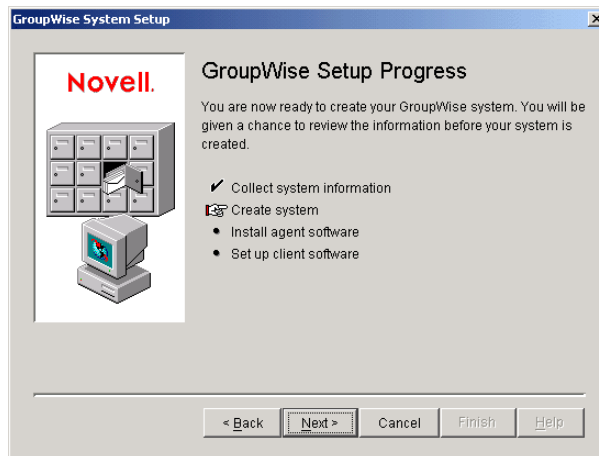 GroupWise System Setup
Novell.
GroupWise Setup Progress
You are now ready to create your GroupWise system. You will be
given a chance to review the information before your system is
created.
Collect system information
Create system
Install agent software
Set up client software
< Back
Next >
Cancel
Finish
Help